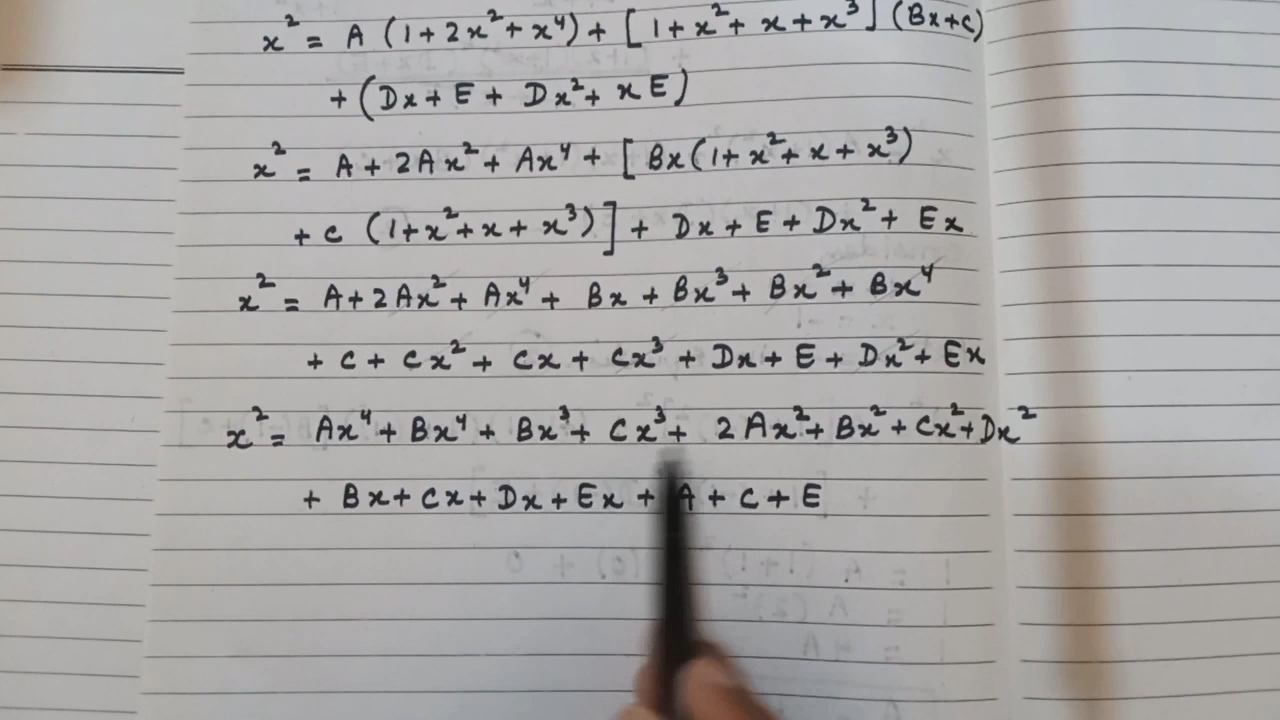 x² = A (1+2x²+x⁴) + [1+x²+x+x³] (Bx+c)
+ (Dx + E + Dx² + xE)
x² = A + 2Ax² + Ax⁴ + [Bx(1+x²+x+x³)
+ c (1+x²+x+x³)] + Dx + E + Dx² + Ex
x² = A+2Ax² + Ax⁴ + Bx + Bx³ + Bx² + Bx⁴
+ c + cx² + cx + cx³ + Dx + E + Dx² + Ex
x² = Ax⁴ + Bx⁴ + Bx³ + cx³ + 2Ax² + Bx² + cx² + Dx²
+ Bx + cx + Dx + Ex + A + c + E